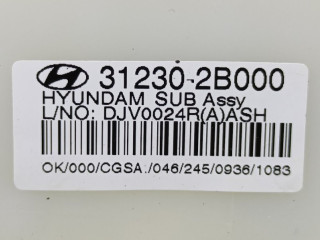 31230-2B000
HYUNDAM SUB Assy
L/NO: DJV0024R(A)ASH
OK/000/CGSA./046/245/0936/1083